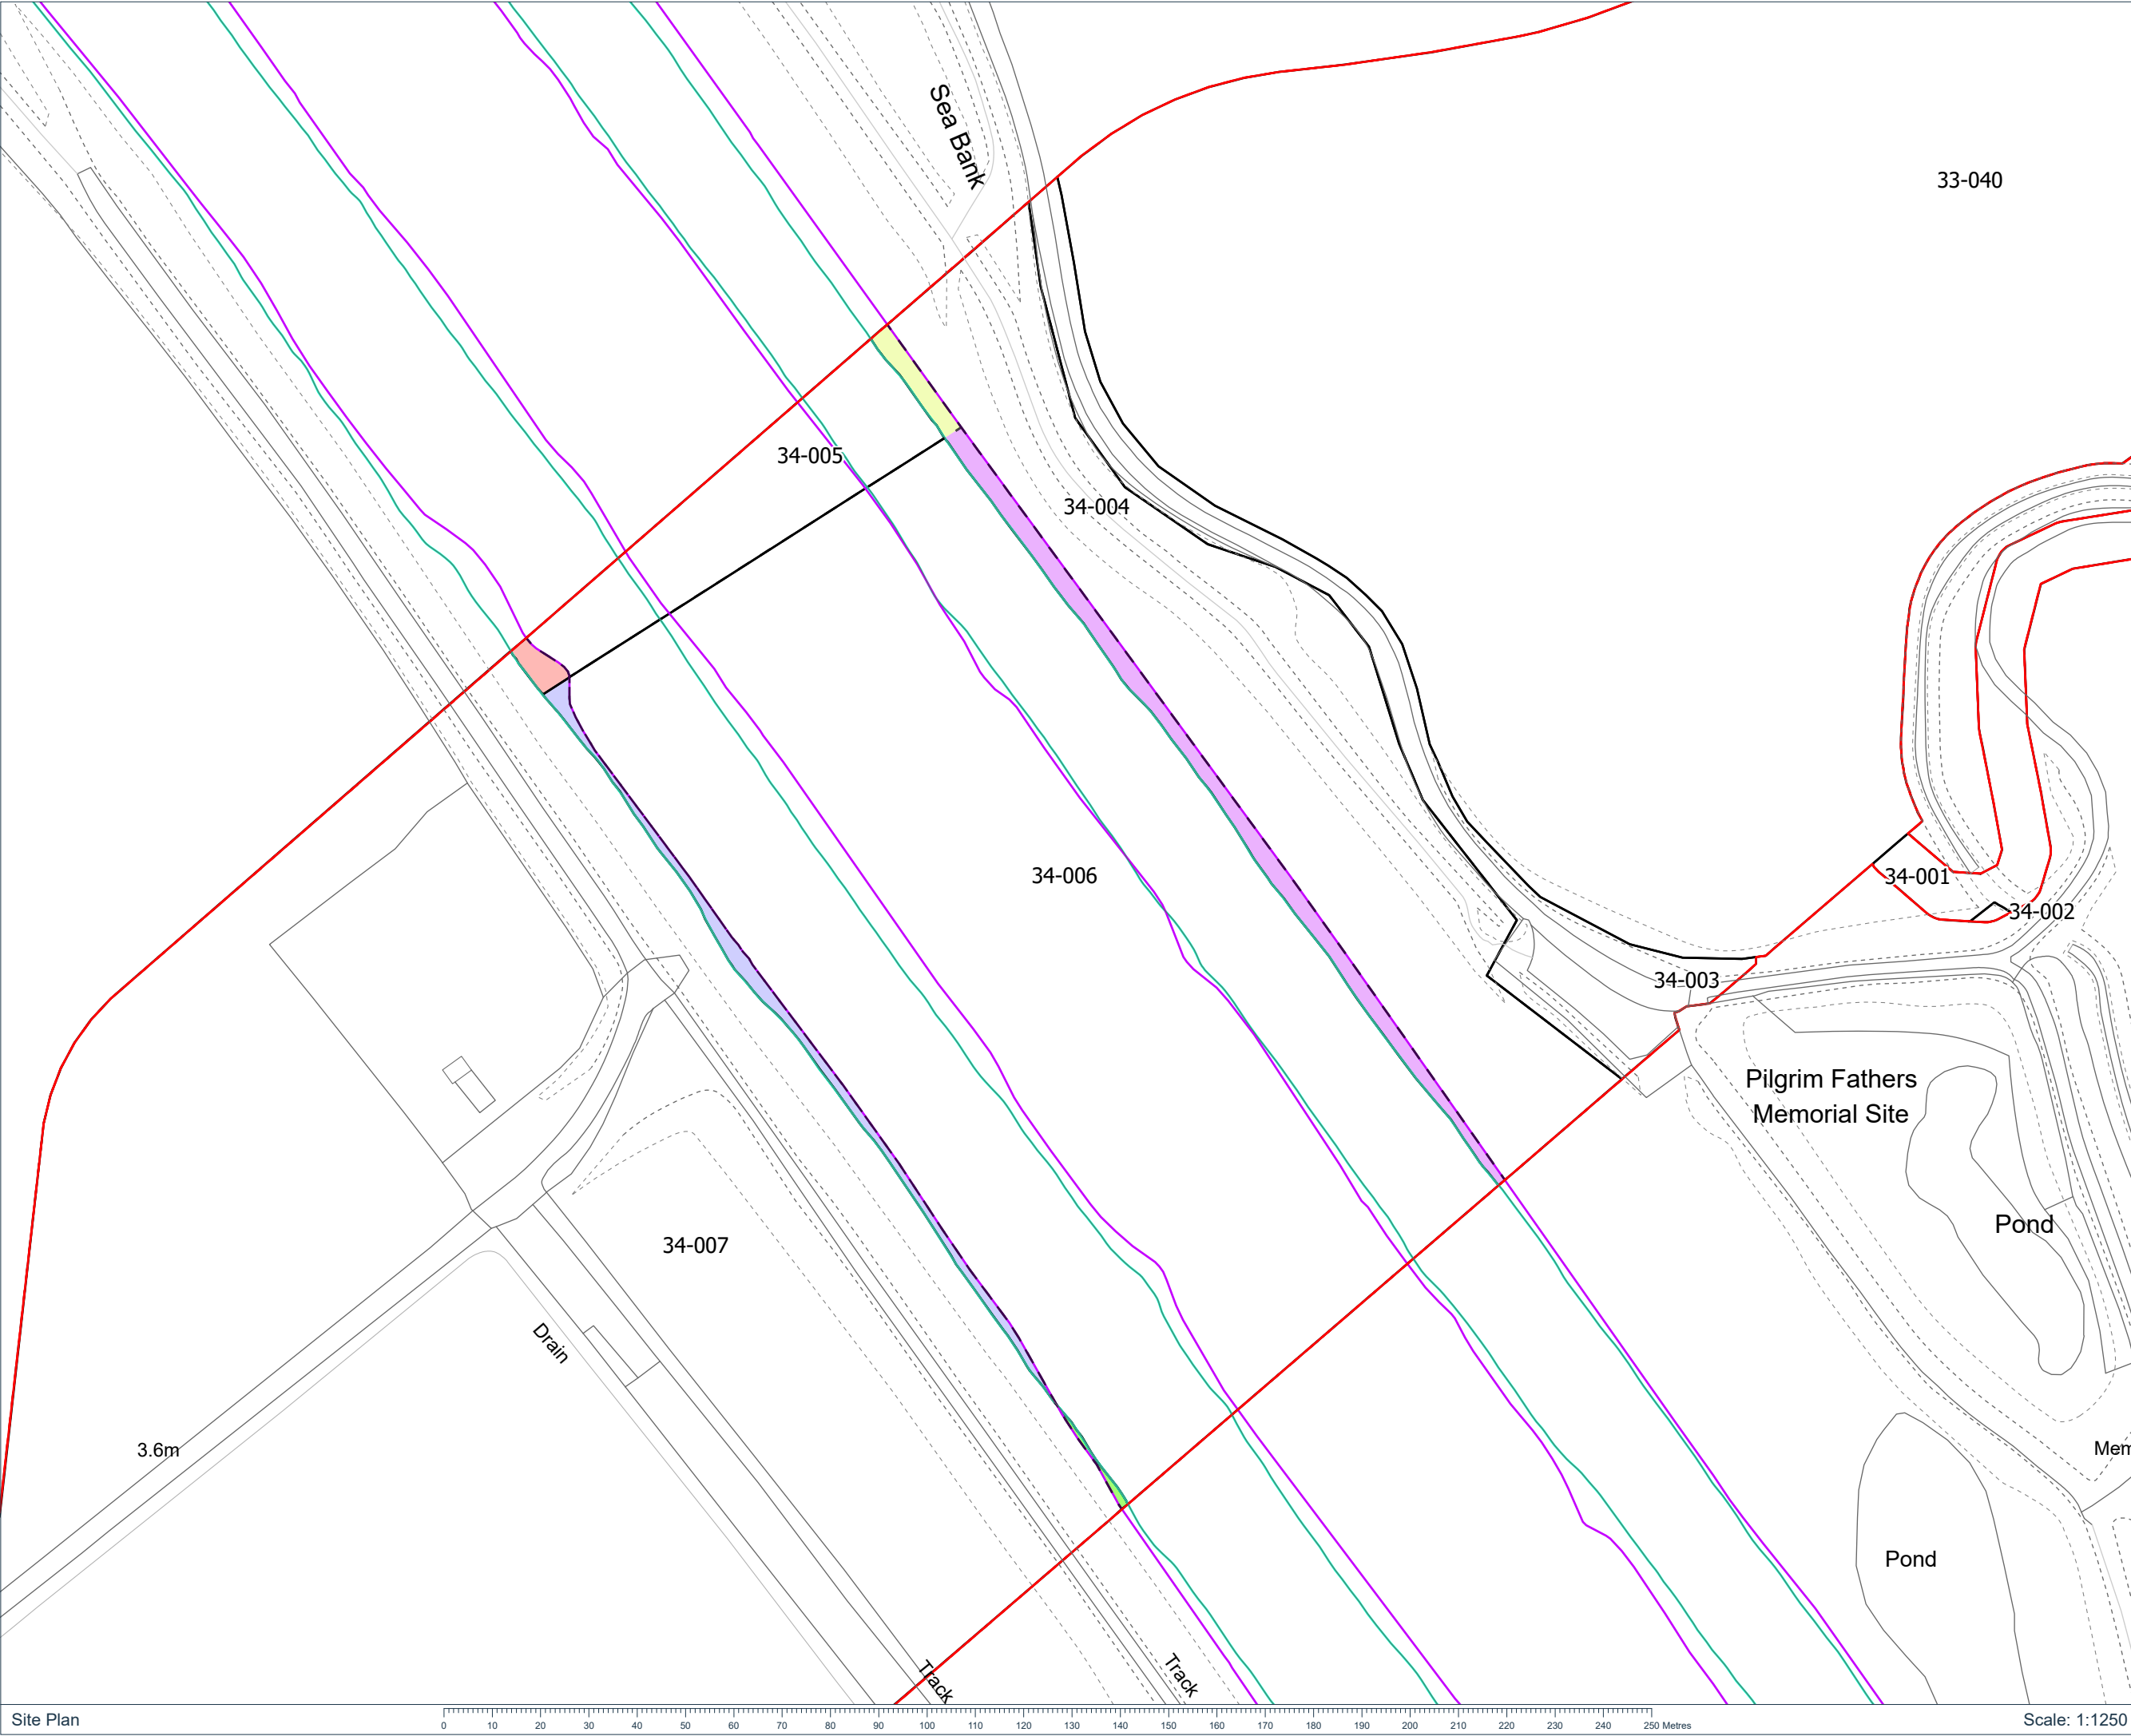 Sea Bank
33-040
34-005
34-004
34-006
34-001
34-002
34-003
Pilgrim Fathers
Memorial Site
Pond
34-007
Drain
3.6m
Mem
Pond
Track
Track
Site Plan
0 10 20 30 40 50 60 70 80 90 100 110 120 130 140 150 160 170 180 190 200 210 220 230 240 250 Metres
Scale: 1:1250